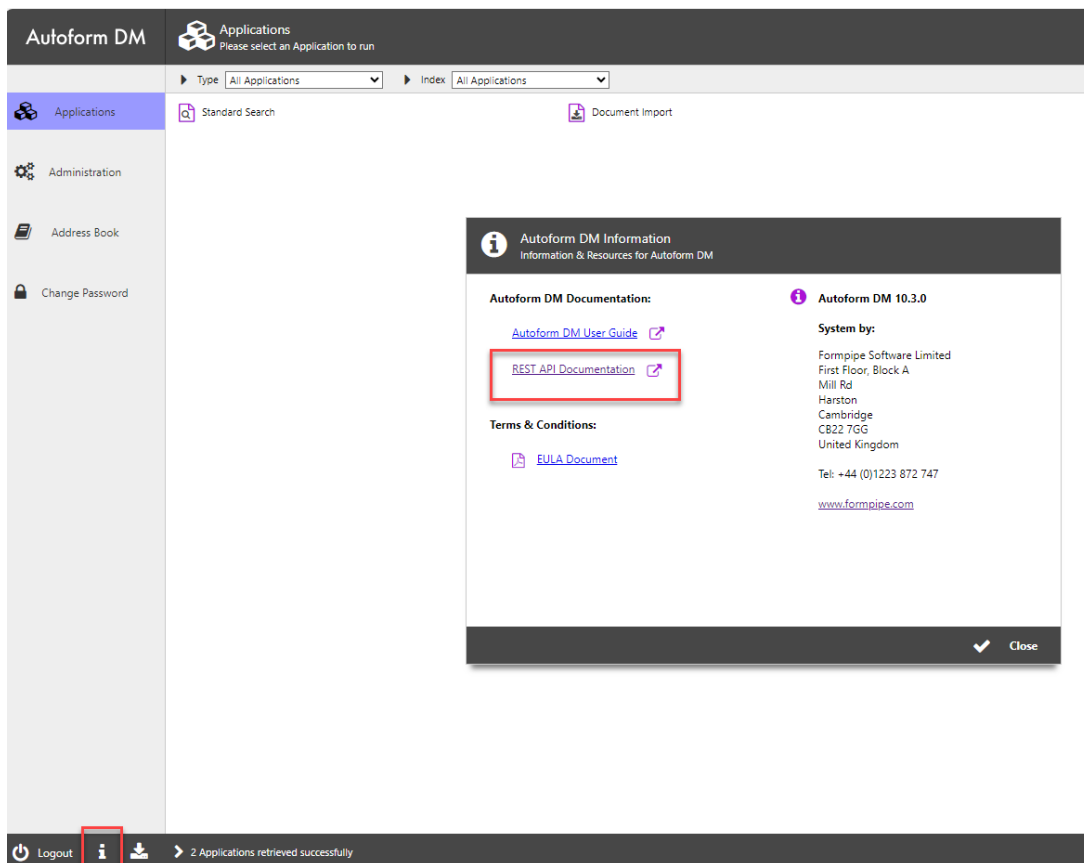 Autoform DM
Applications
Please select an Application to run
Type All Applications Index All Applications
Applications
Administration
Address Book
Change Password
Standard Search
Document Import
Autoform DM Information
Information & Resources for Autoform DM
Autoform DM Documentation:
Autoform DM User Guide
REST API Documentation
Terms & Conditions:
EULA Document
Autoform DM 10.3.0
System by:
Formpipe Software Limited
First Floor, Block A
Mill Rd
Harston
Cambridge
CB22 7GG
United Kingdom
Tel: +44 (0)1223 872 747
www.formpipe.com
Close
Logout
2 Applications retrieved successfully